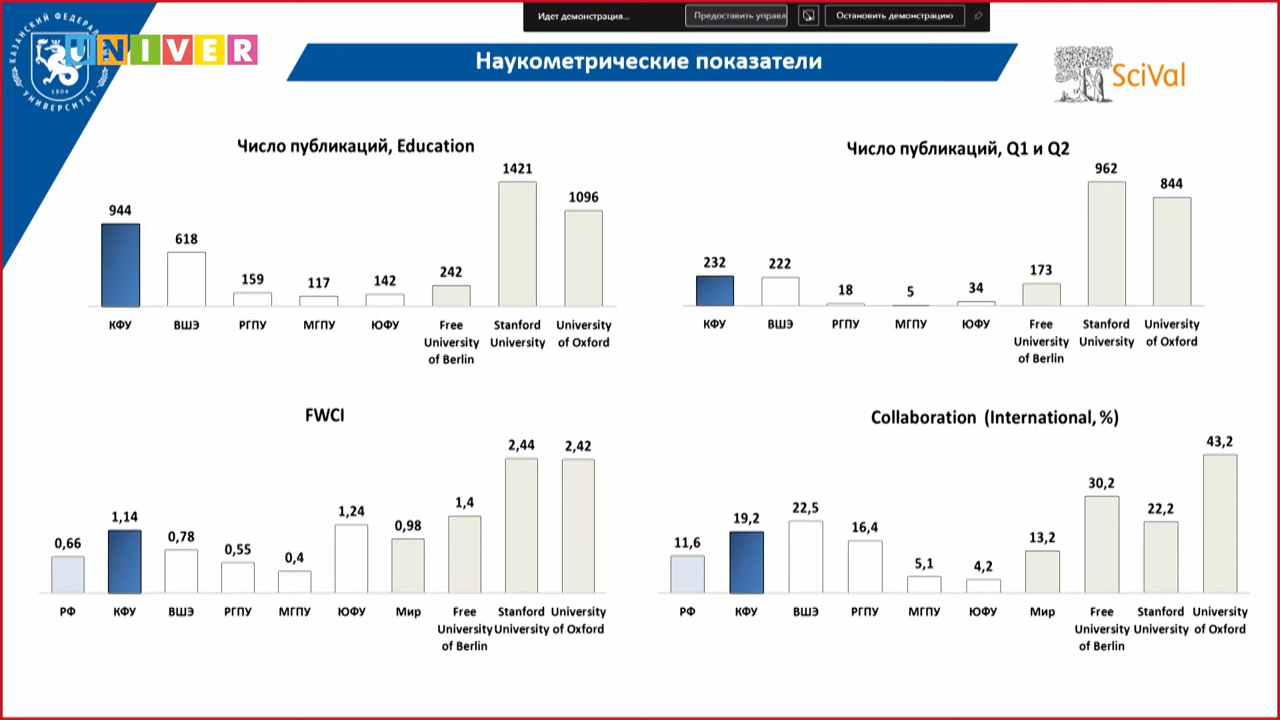 Идет демонстрация...
Остановить демонстрацию
КАЗАНСКИЙ
УНИВЕРСИТЕТ
1804
UNIVER
Наукометрические показатели
SciVal
Число публикаций, Education
944
618
159
117
142
242
1421
1096
КФУ
ВШЭ
РГПУ
МГПУ
ЮФУ
Free
University
of Berlin
Stanford
University
University
of Oxford
Число публикаций, Q1 и Q2
232
222
18
5
34
173
962
844
КФУ
ВШЭ
РГПУ
МГПУ
ЮФУ
Free
University
of Berlin
Stanford
University
University
of Oxford
FWCI
0,66
1,14
0,78
0,55
0,4
1,24
0,98
1,4
2,44
2,42
РФ
КФУ
ВШЭ
РГПУ
МГПУ
ЮФУ
Мир
Free
University
of Berlin
Stanford
University
University
of Oxford
Collaboration (International, %)
11,6
19,2
22,5
16,4
5,1
4,2
13,2
30,2
22,2
43,2
РФ
КФУ
ВШЭ
РГПУ
МГПУ
ЮФУ
Мир
Free
University
of Berlin
Stanford
University
University
of Oxford